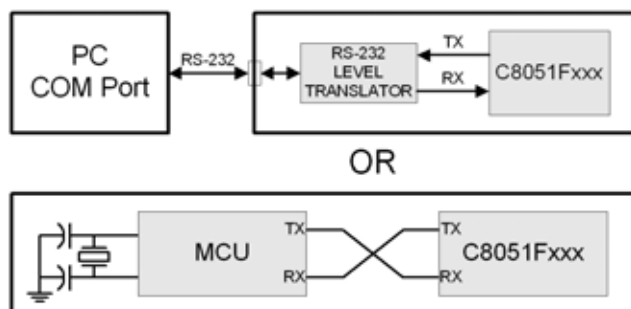 PC
COM Port
RS-232
RS-232
LEVEL
TRANSLATOR
TX
RX
C8051Fxxx
OR
MCU
TX
RX
TX
RX
C8051Fxxx